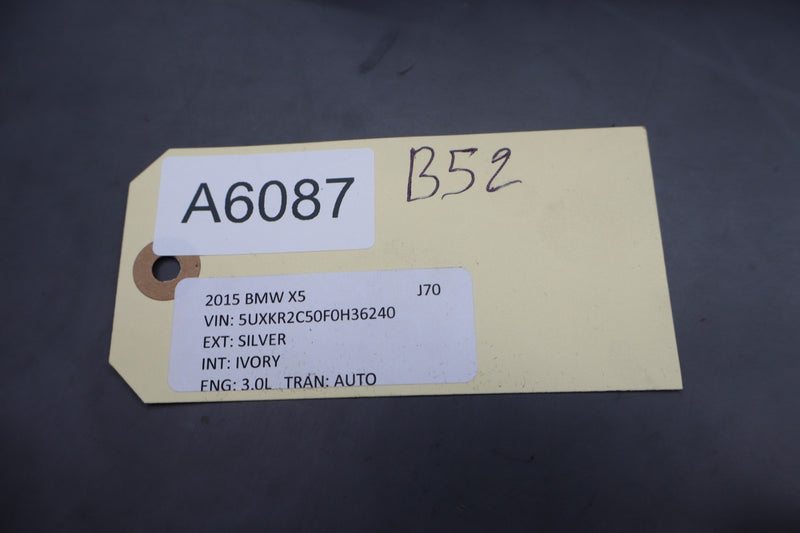 A6087
B52
2015 BMW X5 J70
VIN: 5UXKR2C50F0H36240
EXT: SILVER
INT: IVORY
ENG: 3.0L TRAN: AUTO